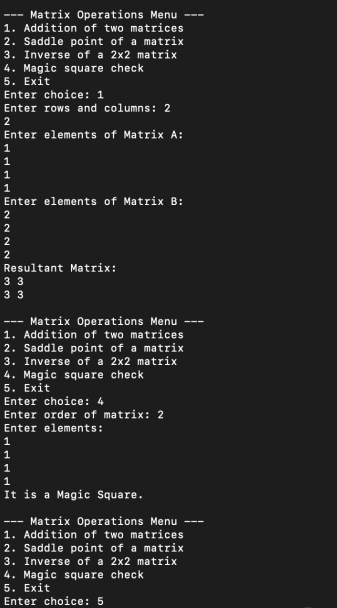 --- Matrix Operations Menu ---
1. Addition of two matrices
2. Saddle point of a matrix
3. Inverse of a 2x2 matrix
4. Magic square check
5. Exit
Enter choice: 1
Enter rows and columns: 2
2
Enter elements of Matrix A:
1
1
1
1
Enter elements of Matrix B:
2
2
2
2
Resultant Matrix:
3 3
3 3
--- Matrix Operations Menu ---
1. Addition of two matrices
2. Saddle point of a matrix
3. Inverse of a 2x2 matrix
4. Magic square check
5. Exit
Enter choice: 4
Enter order of matrix: 2
Enter elements:
1
1
1
1
It is a Magic Square.
--- Matrix Operations Menu ---
1. Addition of two matrices
2. Saddle point of a matrix
3. Inverse of a 2x2 matrix
4. Magic square check
5. Exit
Enter choice: 5